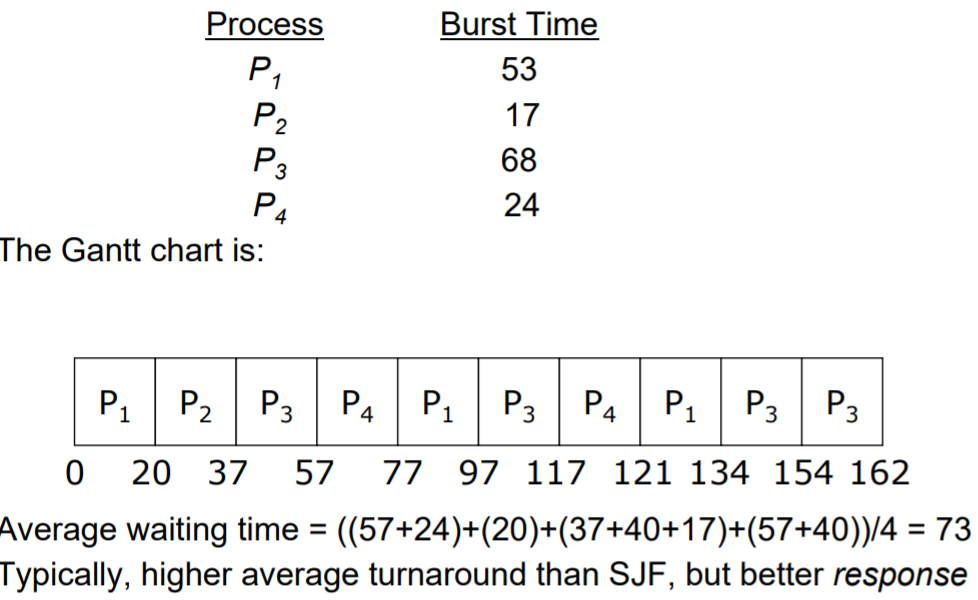 Process Burst Time
P1 53
P2 17
P3 68
P4 24
The Gantt chart is:
P1 P2 P3 P4 P1 P3 P4 P1 P3 P3
0 20 37 57 77 97 117 121 134 154 162
Average waiting time = ((57+24)+(20)+(37+40+17)+(57+40))/4 = 73
Typically, higher average turnaround than SJF, but better response